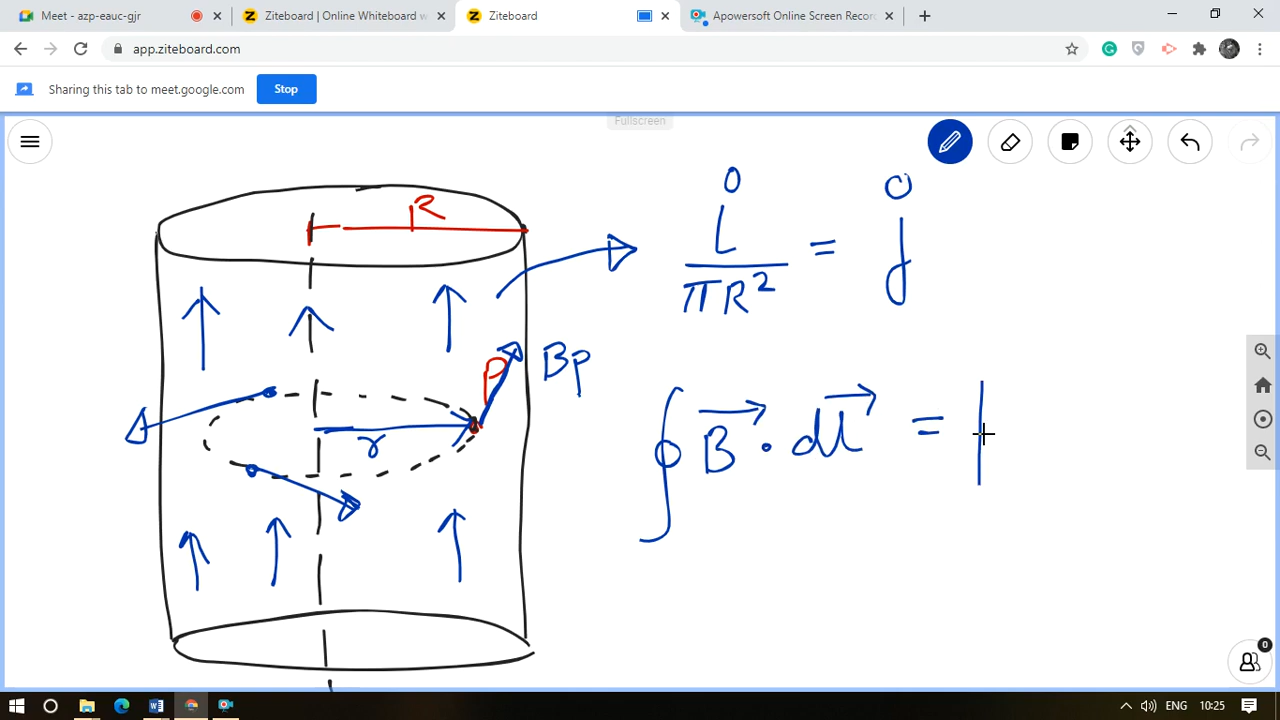 Meet - azp-eauc-gjr
Ziteboard | Online Whiteboard w
Ziteboard
Apowersoft Online Screen Recor
app.ziteboard.com
Sharing this tab to meet.google.com
Stop
Fullscreen
R
i
/ πR² = j
P
Bp
r
∮ B⃗ · dl⃗ =
0
ENG
10:25